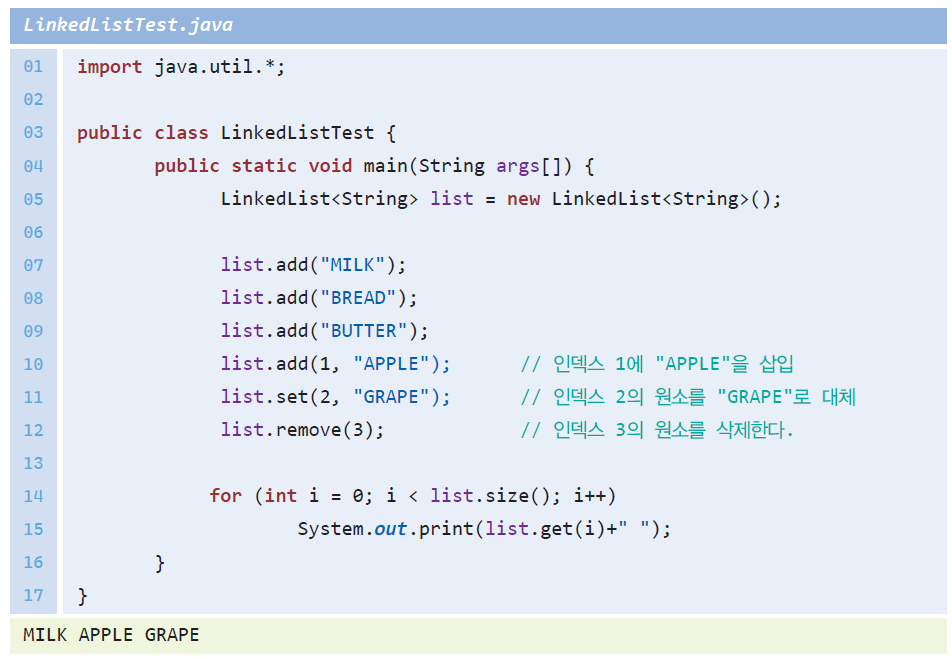 LinkedListTest.java
01 import java.util.*;
02
03 public class LinkedListTest {
04 public static void main(String args[]) {
05 LinkedList<String> list = new LinkedList<String>();
06
07 list.add("MILK");
08 list.add("BREAD");
09 list.add("BUTTER");
10 list.add(1, "APPLE"); // 인덱스 1에 "APPLE"을 삽입
11 list.set(2, "GRAPE"); // 인덱스 2의 원소를 "GRAPE"로 대체
12 list.remove(3); // 인덱스 3의 원소를 삭제한다.
13
14 for (int i = 0; i < list.size(); i++)
15 System.out.print(list.get(i)+" ");
16 }
17 }
MILK APPLE GRAPE